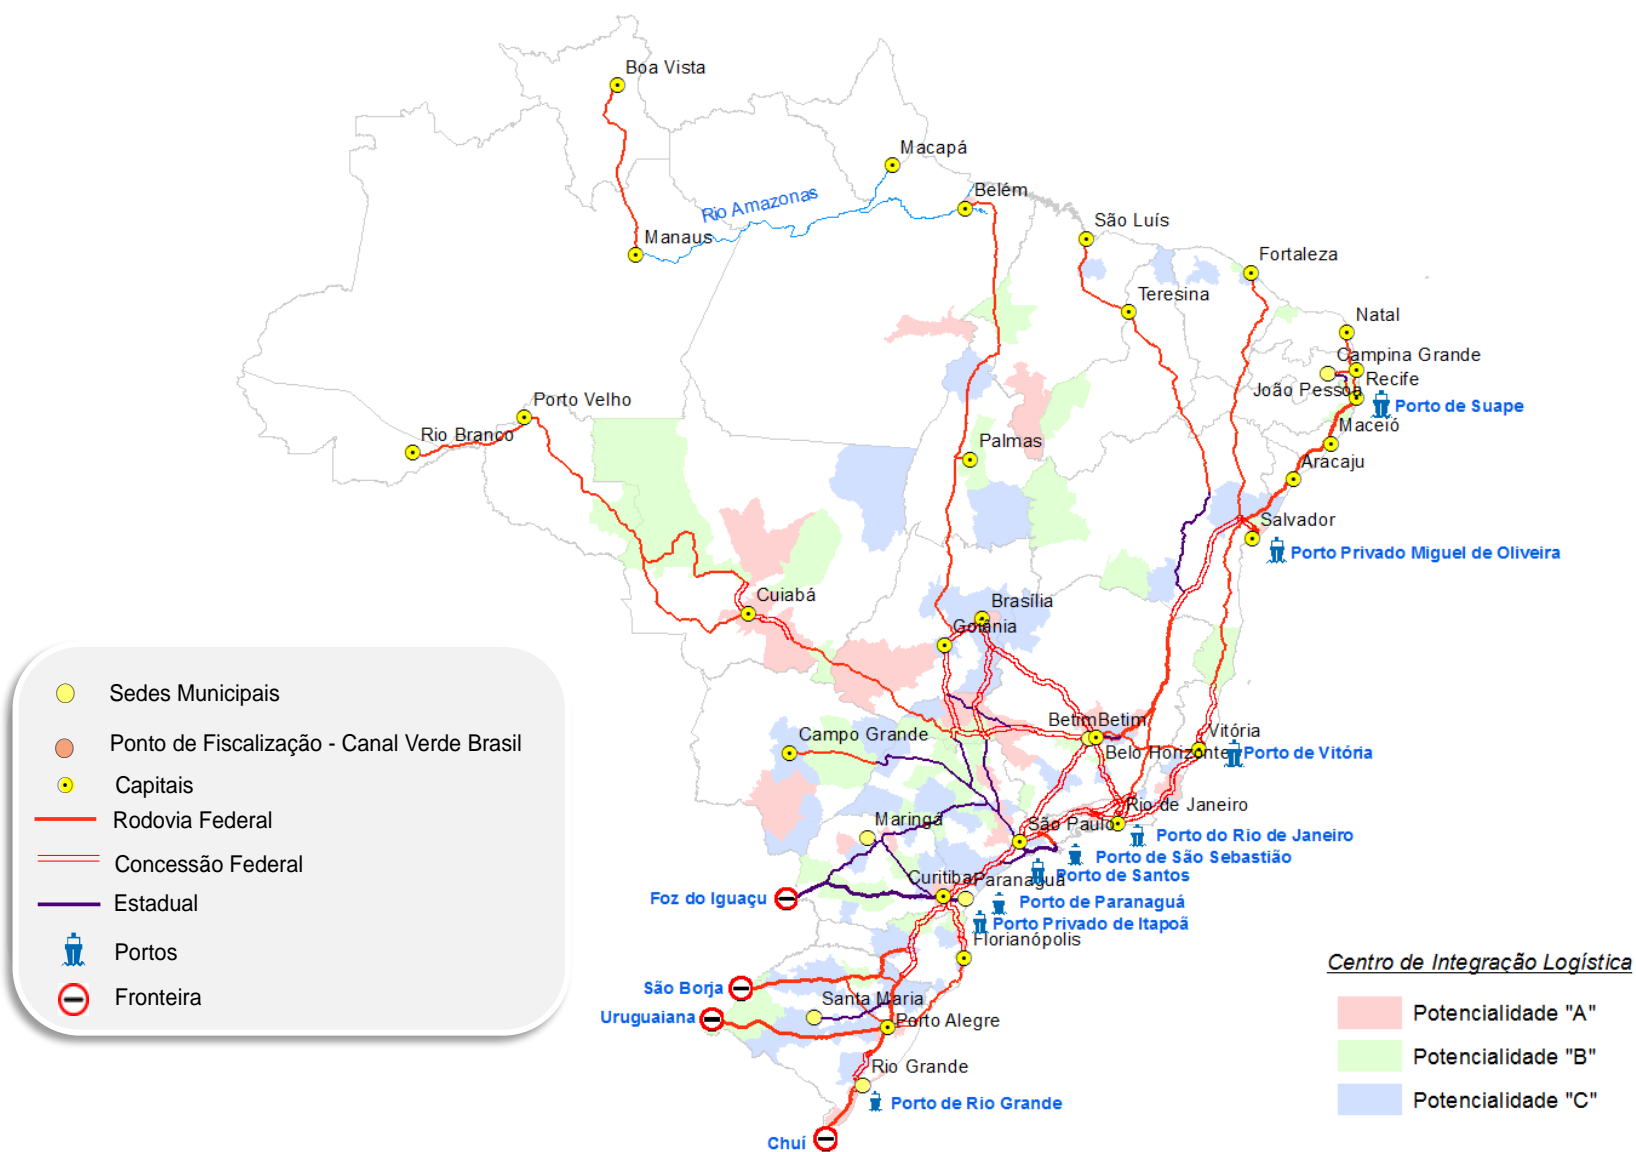 Boa Vista
Macapá
Rio Amazonas
Belém
São Luís
Manaus
Fortaleza
Teresina
Natal
Campina Grande
Recife
João Pessoa
Porto de Suape
Porto Velho
Maceió
Rio Branco
Palmas
Aracaju
Salvador
Porto Privado Miguel de Oliveira
Cuiabá
Brasília
Goiânia
Betim
Betim
Vitória
Campo Grande
Belo Horizonte
Porto de Vitória
Rio de Janeiro
Maringá
São Paulo
Porto do Rio de Janeiro
Porto de São Sebastião
Porto de Santos
Curitiba
Paranaguá
Foz do Iguaçu
Porto de Paranaguá
Porto Privado de Itapoã
Florianópolis
São Borja
Santa Maria
Uruguaiana
Porto Alegre
Rio Grande
Porto de Rio Grande
Chuí
Sedes Municipais
Ponto de Fiscalização - Canal Verde Brasil
Capitais
Rodovia Federal
Concessão Federal
Estadual
Portos
Fronteira
Centro de Integração Logística
Potencialidade "A"
Potencialidade "B"
Potencialidade "C"